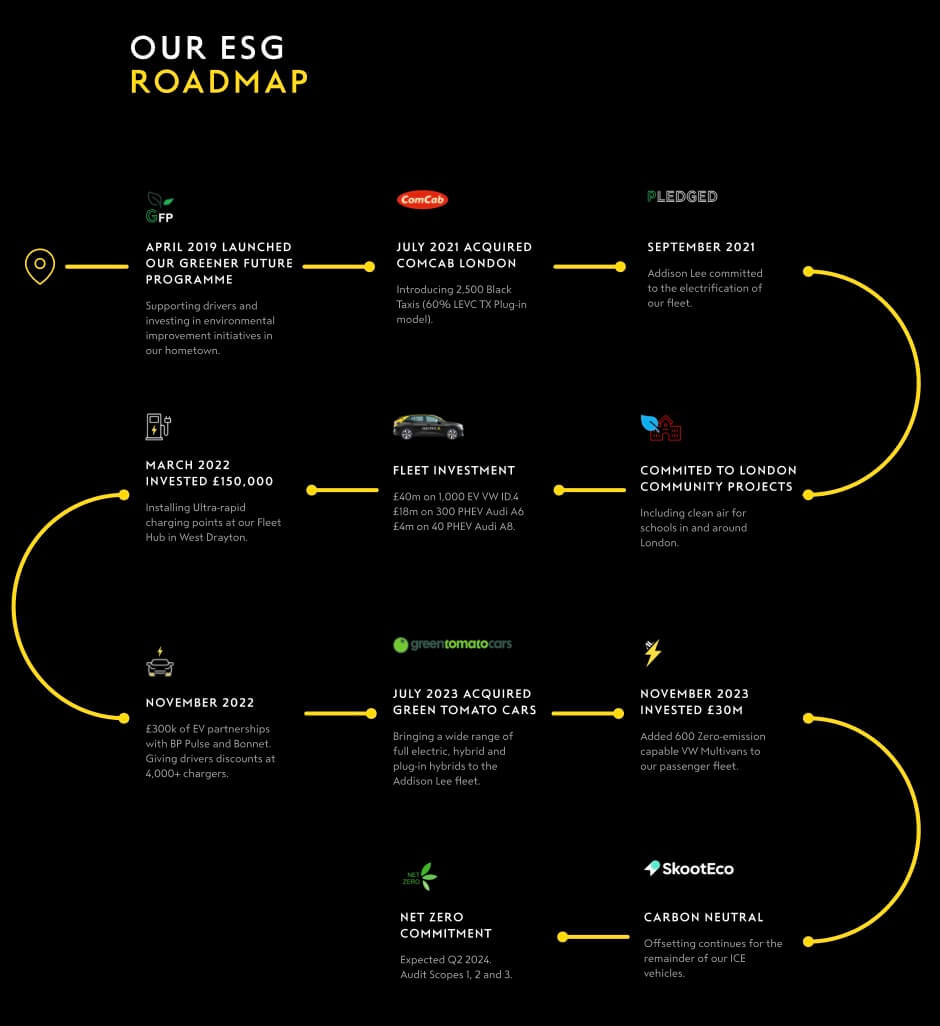 OUR ESG
ROADMAP
GFP
APRIL 2019 LAUNCHED
OUR GREENER FUTURE
PROGRAMME
Supporting drivers and
investing in environmental
improvement initiatives in
our hometown.
ComCab
JULY 2021 ACQUIRED
COMCAB LONDON
Introducing 2,500 Black
Taxis (60% LEVC TX Plug-in
model).
PLEDGED
SEPTEMBER 2021
Addison Lee committed
to the electrification of
our fleet.
COMMITED TO LONDON
COMMUNITY PROJECTS
Including clean air for
schools in and around
London.
FLEET INVESTMENT
£40m on 1,000 EV VW ID.4
£18m on 300 PHEV Audi A6
£4m on 40 PHEV Audi A8.
MARCH 2022
INVESTED £150,000
Installing Ultra-rapid
charging points at our Fleet
Hub in West Drayton.
NOVEMBER 2022
£300k of EV partnerships
with BP Pulse and Bonnet.
Giving drivers discounts at
4,000+ chargers.
greentomatocars
JULY 2023 ACQUIRED
GREEN TOMATO CARS
Bringing a wide range of
full electric, hybrid and
plug-in hybrids to the
Addison Lee fleet.
NOVEMBER 2023
INVESTED £30M
Added 600 Zero-emission
capable VW Multivans to
our passenger fleet.
SkootEco
CARBON NEUTRAL
Offsetting continues for the
remainder of our ICE
vehicles.
NET
ZERO
NET ZERO
COMMITMENT
Expected Q2 2024.
Audit Scopes 1, 2 and 3.